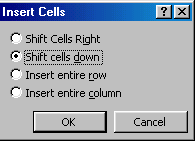 Insert Cells
Shift Cells Right
Shift cells down
Insert entire row
Insert entire column
OK Cancel